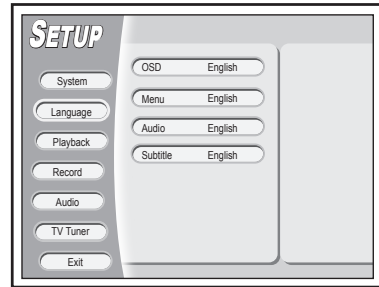 SETUP
System
Language
Playback
Record
Audio
TV Tuner
Exit
OSD English
Menu English
Audio English
Subtitle English